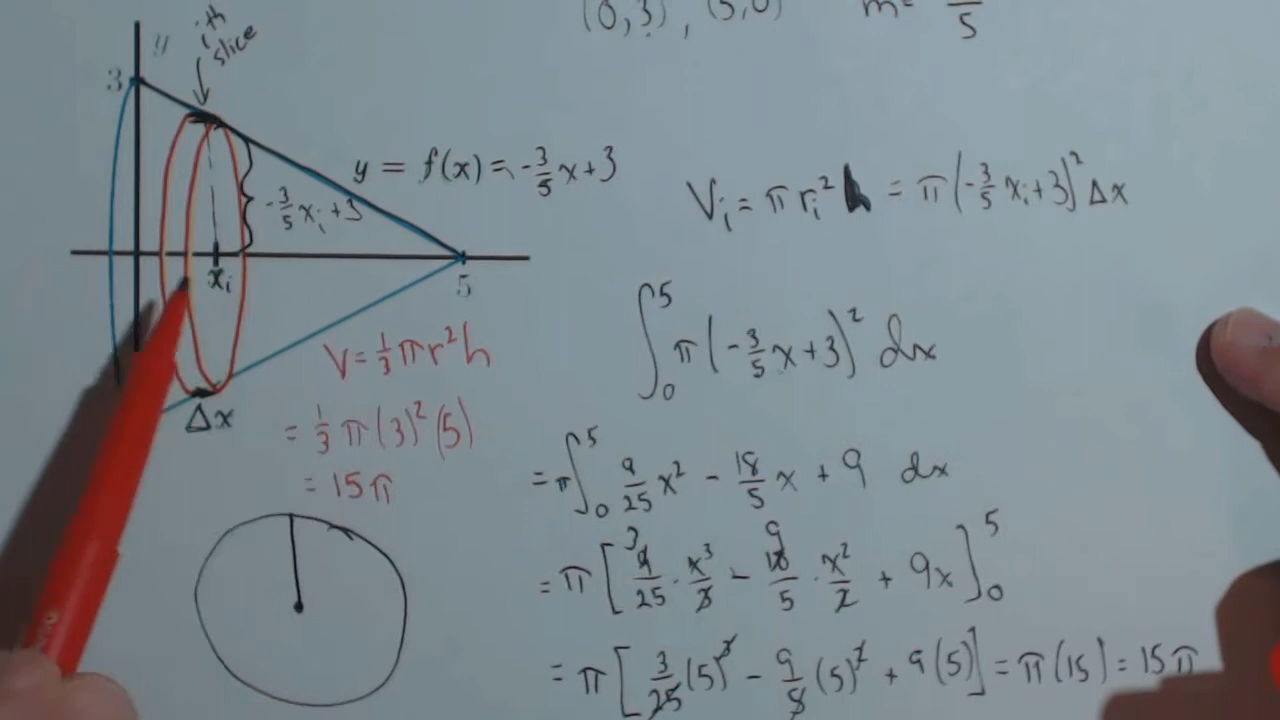 (0,3), (5,0)
m= /5
ith
slice
y
3
y = f(x) = -3/5 x+3
-3/5 xᵢ+3
xᵢ
5
Δx
Vᵢ = π rᵢ² h = π(-3/5 xᵢ+3)² Δx
∫₀⁵ π(-3/5 x+3)² dx
V=1/3 πr²h
= 1/3 π(3)²(5)
= 15π
= π∫₀⁵ 9/25 x² - 18/5 x + 9 dx
= π[ 3 9/25 · x³/3 - 9 18/5 · x²/2 + 9x ]₀⁵
= π[ 3/25 (5)³ - 9/5 (5)² + 9(5)] = π(15) = 15π